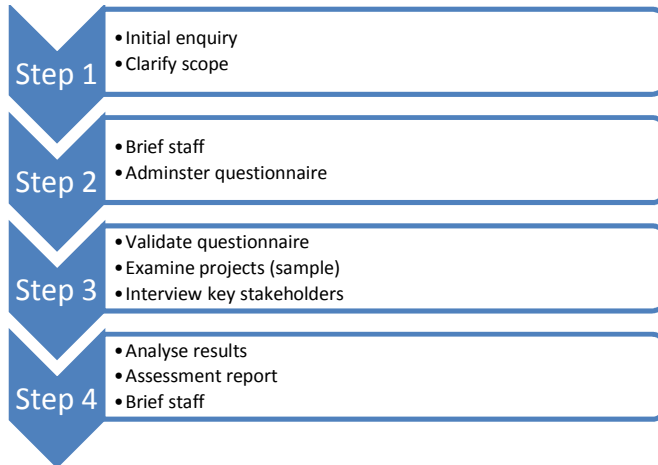 Step 1
• Initial enquiry
• Clarify scope
Step 2
• Brief staff
• Adminster questionnaire
Step 3
• Validate questionnaire
• Examine projects (sample)
• Interview key stakeholders
Step 4
• Analyse results
• Assessment report
• Brief staff